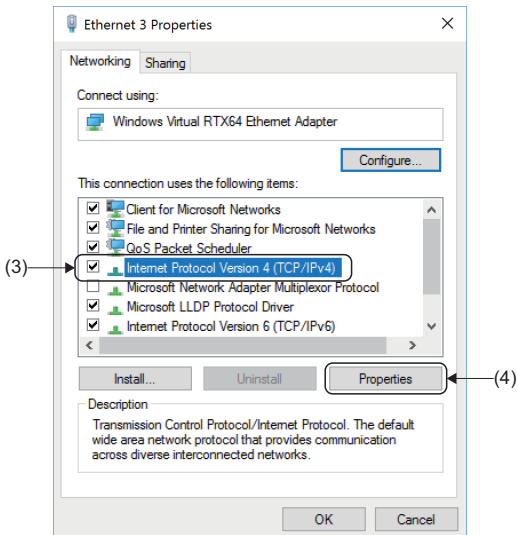 Ethernet 3 Properties
Networking Sharing
Connect using:
Windows Virtual RTX64 Ethernet Adapter
Configure...
This connection uses the following items:
Client for Microsoft Networks
File and Printer Sharing for Microsoft Networks
QoS Packet Scheduler
(3) Internet Protocol Version 4 (TCP/IPv4)
Microsoft Network Adapter Multiplexor Protocol
Microsoft LLDP Protocol Driver
Internet Protocol Version 6 (TCP/IPv6)
Install... Uninstall Properties (4)
Description
Transmission Control Protocol/Internet Protocol. The default
wide area network protocol that provides communication
across diverse interconnected networks.
OK Cancel